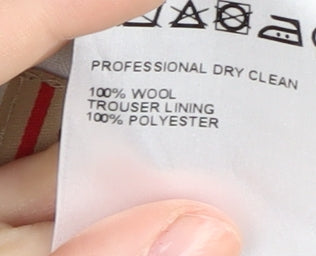 PROFESSIONAL DRY CLEAN
100% WOOL
TROUSER LINING
100% POLYESTER